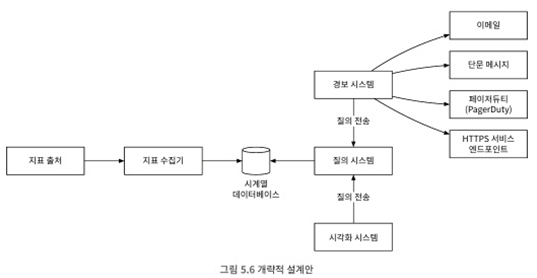 이메일
단문 메시지
경보 시스템
페이저듀티
(PagerDuty)
질의 전송
HTTPS 서비스
엔드포인트
지표 출처
지표 수집기
시계열
데이터베이스
질의 시스템
질의 전송
시각화 시스템
그림 5.6 개략적 설계안